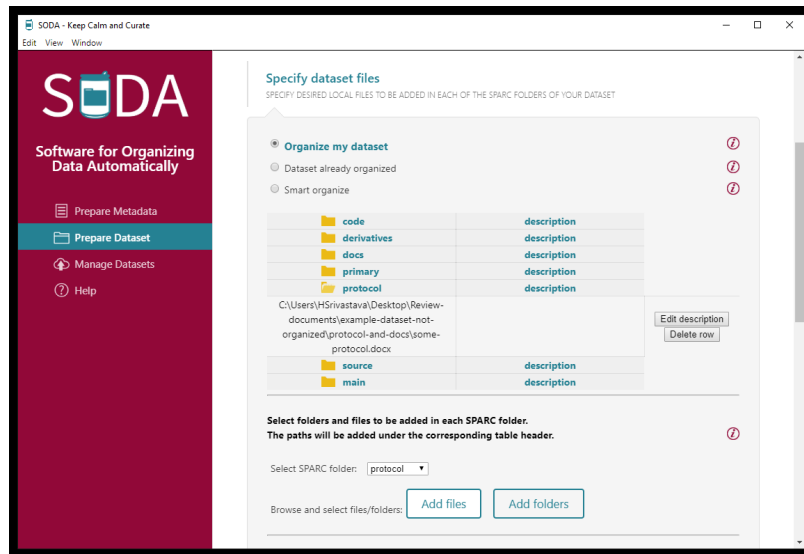 SODA - Keep Calm and Curate
Edit View Window
SODA
Software for Organizing
Data Automatically
Prepare Metadata
Prepare Dataset
Manage Datasets
Help
Specify dataset files
SPECIFY DESIRED LOCAL FILES TO BE ADDED IN EACH OF THE SPARC FOLDERS OF YOUR DATASET
Organize my dataset
Dataset already organized
Smart organize
code description
derivatives description
docs description
primary description
protocol description
C:\Users\HSrivastava\Desktop\Review-
documents\example-dataset-not-
organized\protocol-and-docs\some-
protocol.docx
Edit description
Delete row
source description
main description
Select folders and files to be added in each SPARC folder.
The paths will be added under the corresponding table header.
Select SPARC folder: protocol
Browse and select files/folders: Add files Add folders